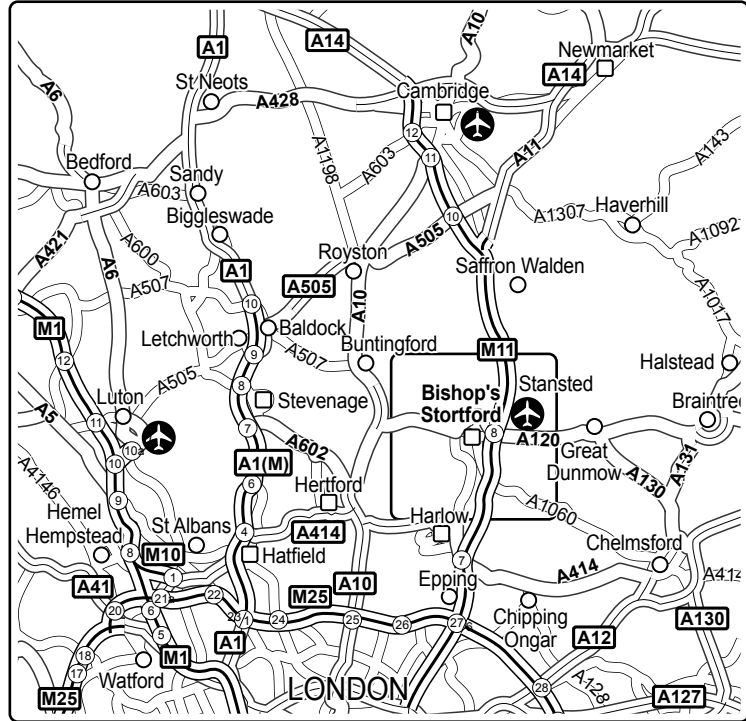 A10
A1
A14
Newmarket
A14
A6
St Neots
A428
Cambridge
12
A11
A143
A1198
A603
11
Bedford
A603
Sandy
10
A1307
Haverhill
Biggleswade
A421
A6
A600
A1
Royston
A505
A1092
A505
Saffron Walden
A507
A10
A1017
10
M1
Letchworth
Baldock
Buntingford
M11
12
9
A507
Halstead
A505
8
Stevenage
Bishop's
Stortford
Stansted
A5
Luton
11
7
8
A120
Braintree
10a
10
A602
Great
Dunmow
A131
A4146
A1(M)
6
A130
9
Hertford
A1060
Hemel
Hempstead
St Albans
4
A414
Harlow
Chelmsford
8
M10
Hatfield
7
A414
A414
1
A41
22
A10
Epping
21
20
6
M25
Chipping
Ongar
A130
23
1
24
25
26
27
A12
5
A1
18
M1
17
Watford
28
A128
M25
LONDON
A127